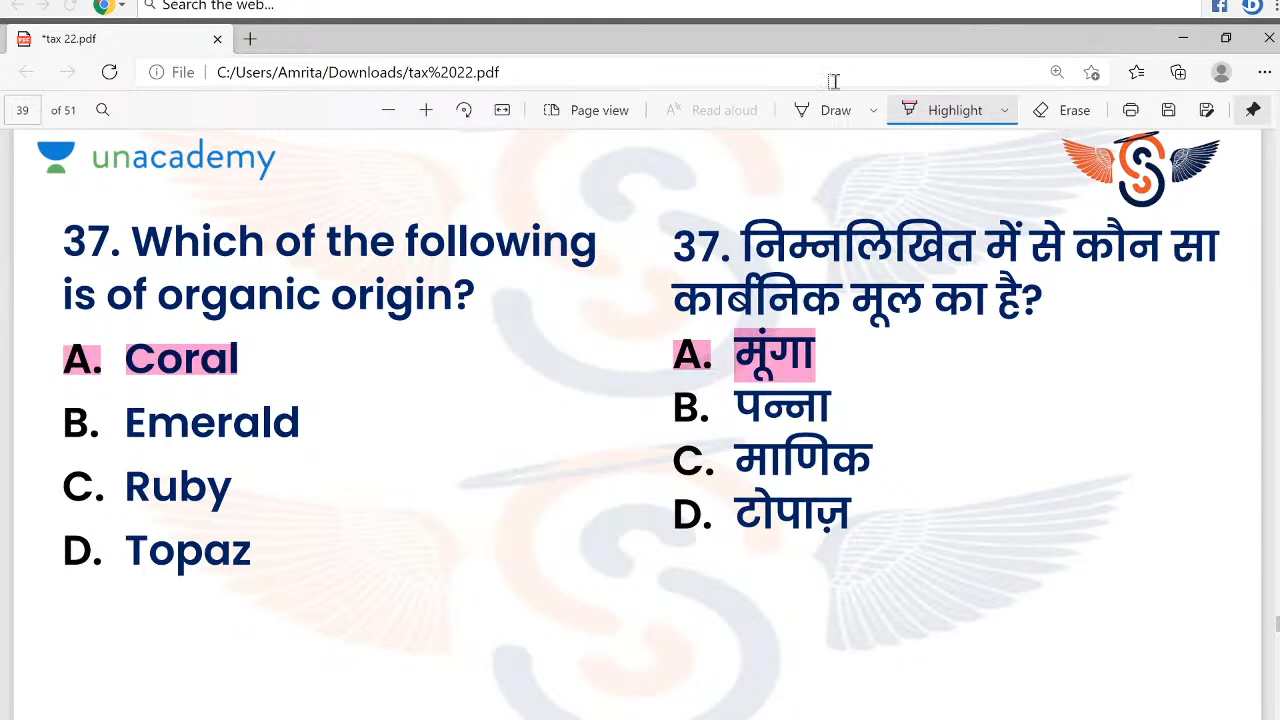 Search the web...
*tax 22.pdf
File C:/Users/Amrita/Downloads/tax%2022.pdf
39 of 51 Page view Read aloud Draw Highlight Erase
unacademy
37. Which of the following
is of organic origin?
A. Coral
B. Emerald
C. Ruby
D. Topaz
37. निम्नलिखित में से कौन सा
कार्बनिक मूल का है?
A. मूंगा
B. पन्ना
C. माणिक
D. टोपाज़